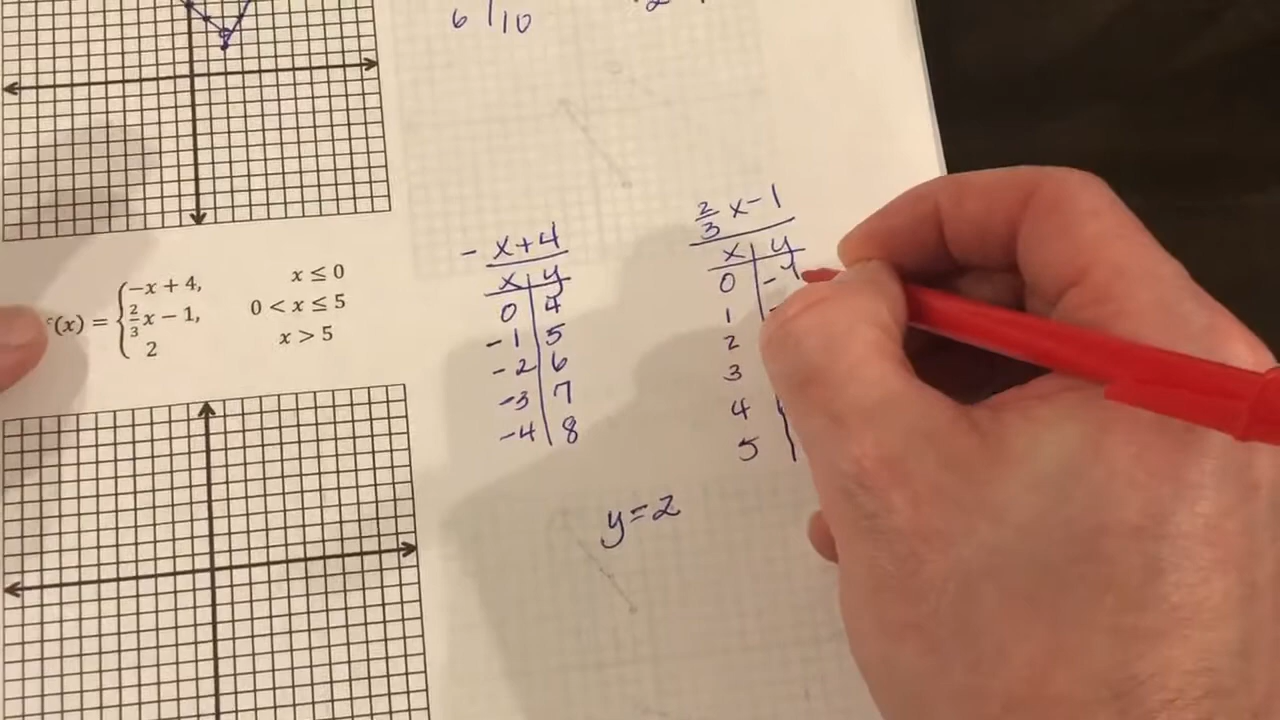 6 10
2
(x) = { -x + 4, x ≤ 0
2/3 x - 1, 0 < x ≤ 5
2 x > 5
- x + 4
x y
0 4
-1 5
-2 6
-3 7
-4 8
2/3 x - 1
x y
0 -1
1 -
2
3
4
5
y = 2